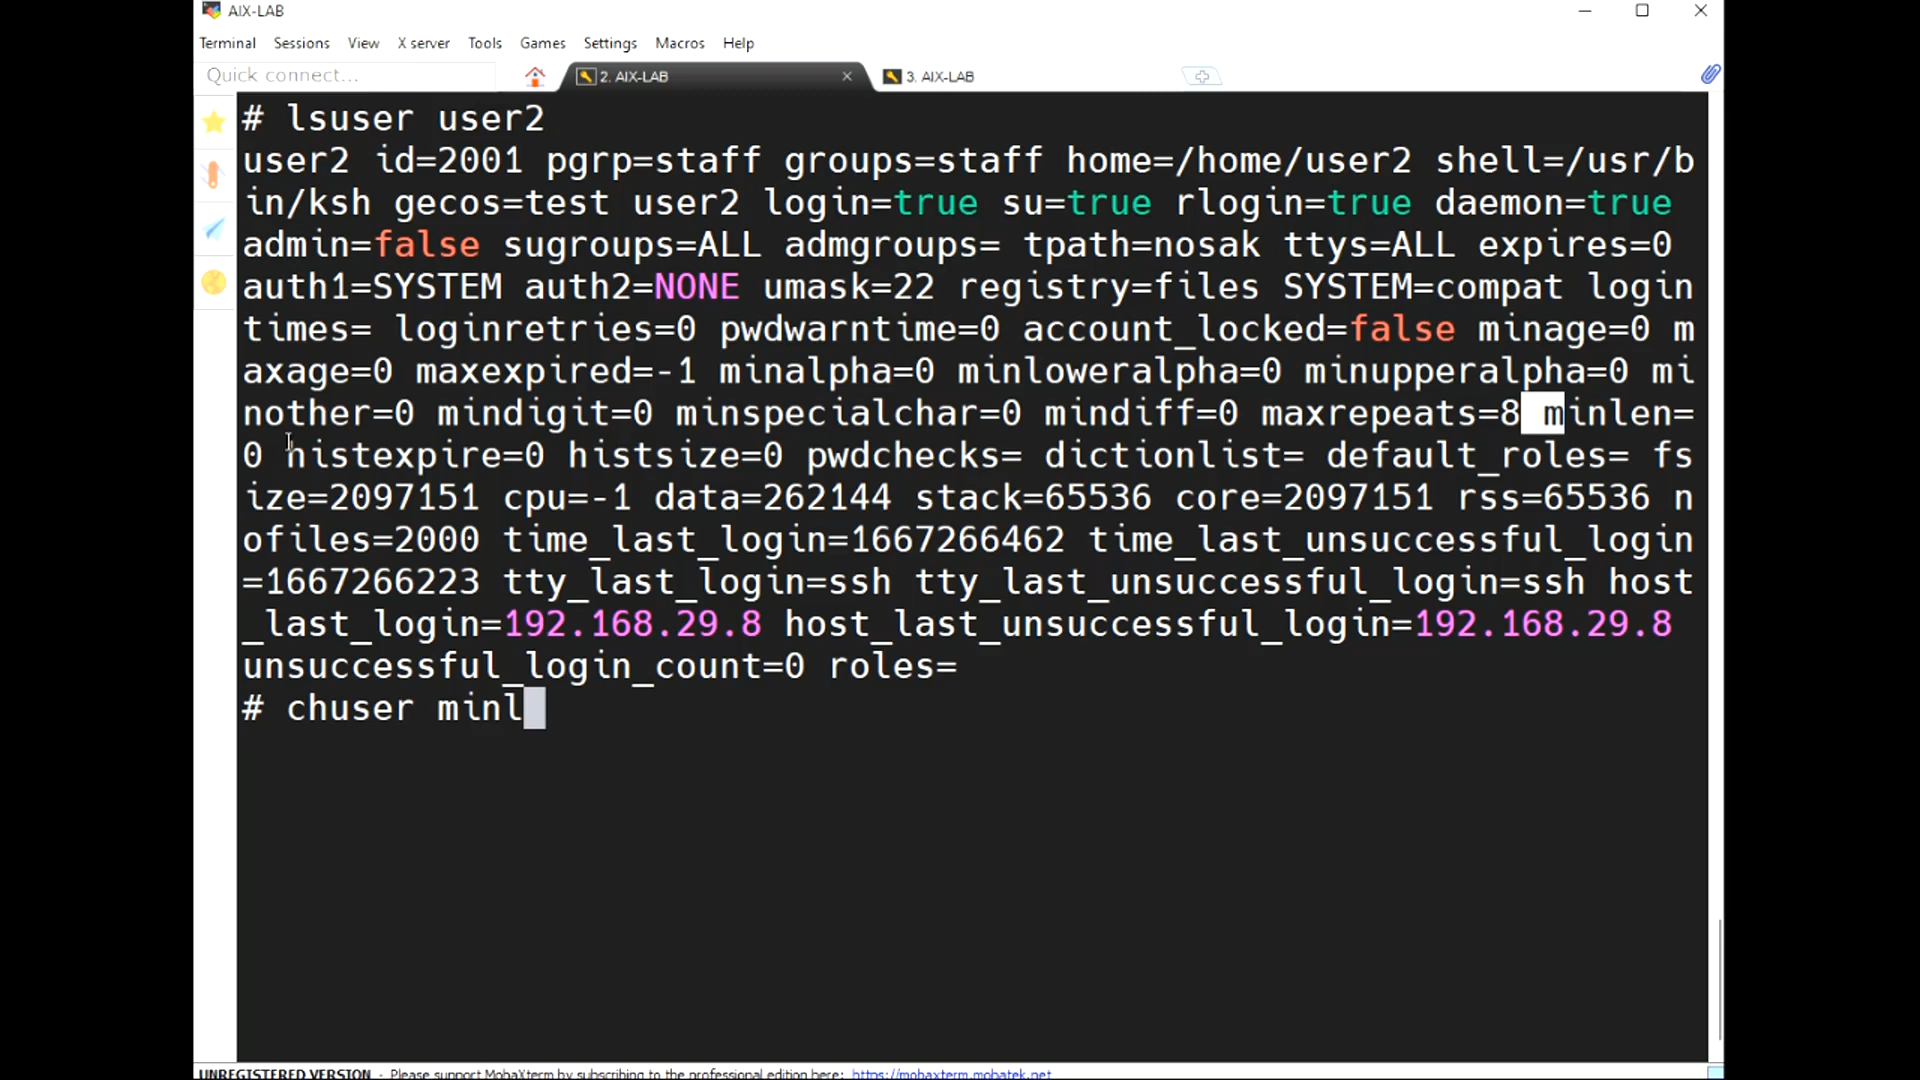 AIX-LAB
Terminal Sessions View X server Tools Games Settings Macros Help
Quick connect... 2. AIX-LAB 3. AIX-LAB
# lsuser user2
user2 id=2001 pgrp=staff groups=staff home=/home/user2 shell=/usr/b
in/ksh gecos=test user2 login=true su=true rlogin=true daemon=true
admin=false sugroups=ALL admgroups= tpath=nosak ttys=ALL expires=0
auth1=SYSTEM auth2=NONE umask=22 registry=files SYSTEM=compat login
times= loginretries=0 pwdwarntime=0 account_locked=false minage=0 m
axage=0 maxexpired=-1 minalpha=0 minloweralpha=0 minupperalpha=0 mi
nother=0 mindigit=0 minspecialchar=0 mindiff=0 maxrepeats=8 minlen=
0 histexpire=0 histsize=0 pwdchecks= dictionlist= default_roles= fs
ize=2097151 cpu=-1 data=262144 stack=65536 core=2097151 rss=65536 n
ofiles=2000 time_last_login=1667266462 time_last_unsuccessful_login
=1667266223 tty_last_login=ssh tty_last_unsuccessful_login=ssh host
_last_login=192.168.29.8 host_last_unsuccessful_login=192.168.29.8
unsuccessful_login_count=0 roles=
# chuser minl
UNREGISTERED VERSION - Please support MobaXterm by subscribing to the professional edition here: https://mobaxterm.mobatek.net